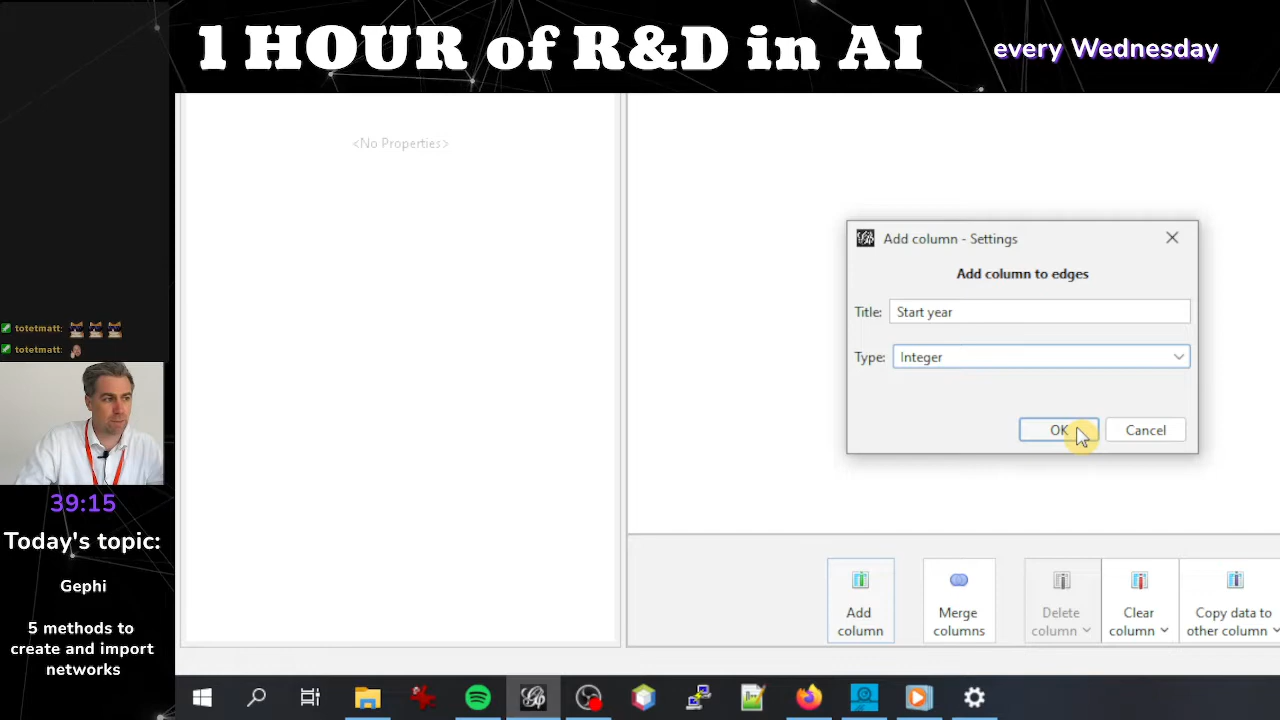 1 HOUR of R&D in AI
every Wednesday
<No Properties>
Add column - Settings
Add column to edges
Title: Start year
Type: Integer
OK
Cancel
totetmatt:
totetmatt:
39:15
Today's topic:
Gephi
5 methods to
create and import
networks
Add
column
Merge
columns
Delete
column
Clear
column
Copy data to
other column